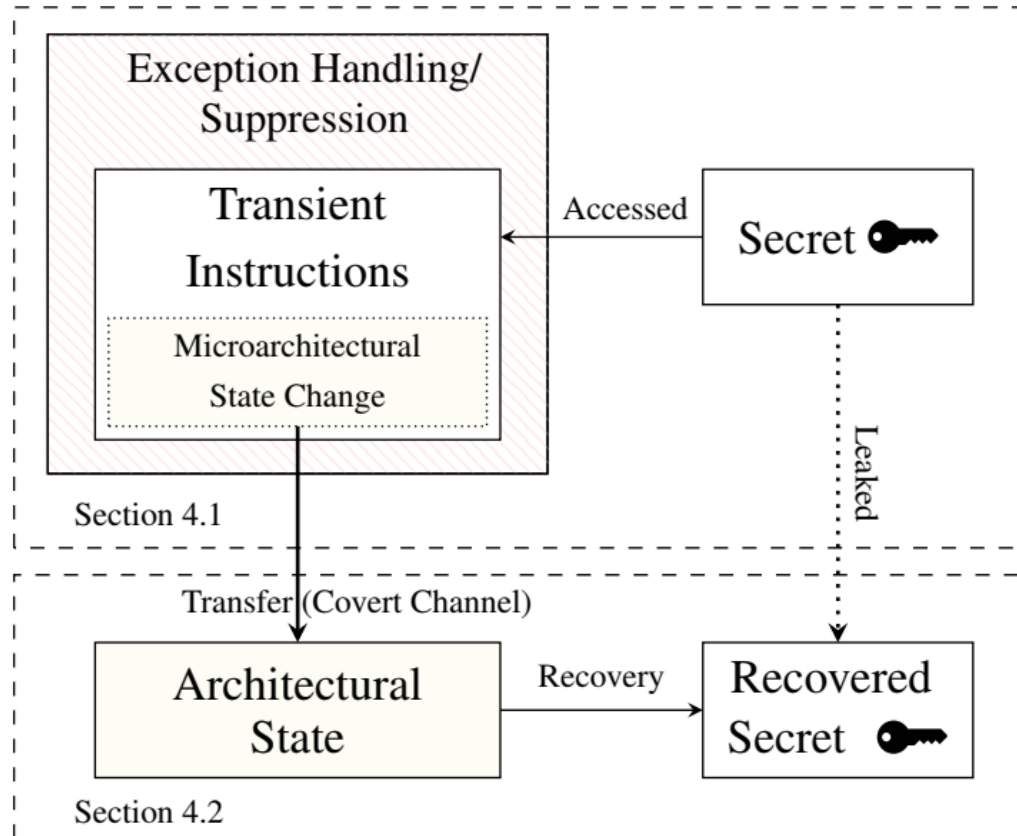 Exception Handling/
Suppression
Transient
Instructions
Microarchitectural
State Change
Accessed
Secret
Leaked
Section 4.1
Transfer (Covert Channel)
Architectural
State
Recovery
Recovered
Secret
Section 4.2